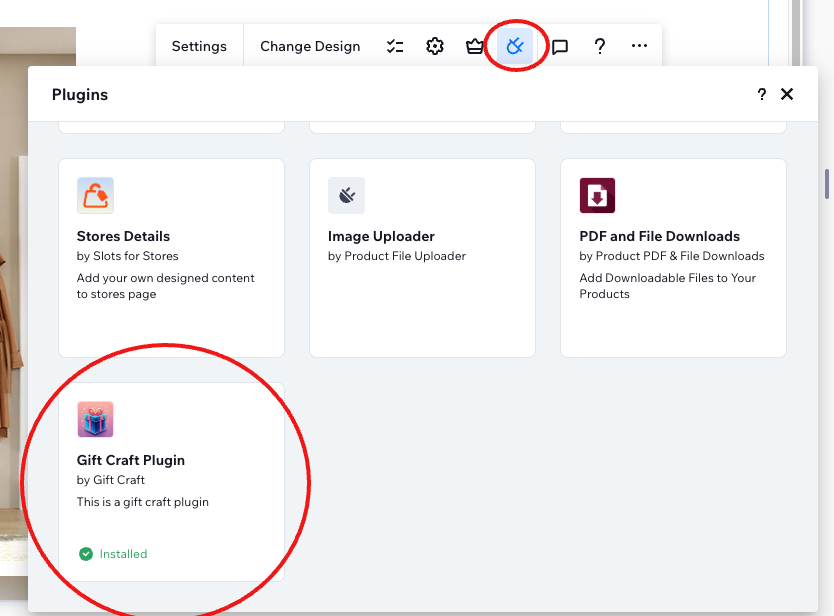 Settings
Change Design
?
...
Plugins
?
Stores Details
by Slots for Stores
Add your own designed content
to stores page
Image Uploader
by Product File Uploader
PDF and File Downloads
by Product PDF & File Downloads
Add Downloadable Files to Your
Products
Gift Craft Plugin
by Gift Craft
This is a gift craft plugin
Installed